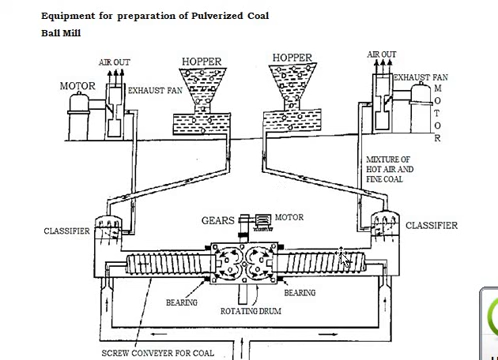 Equipment for preparation of Pulverized Coal
Ball Mill
AIR OUT
HOPPER
HOPPER
AIR OUT
MOTOR
EXHAUST FAN
EXHAUST FAN
MOTOR
MIXTURE OF
HOT AIR AND
FINE COAL
CLASSIFIER
GEARS
MOTOR
CLASSIFIER
BEARING
BEARING
ROTATING DRUM
SCREW CONVEYER FOR COAL